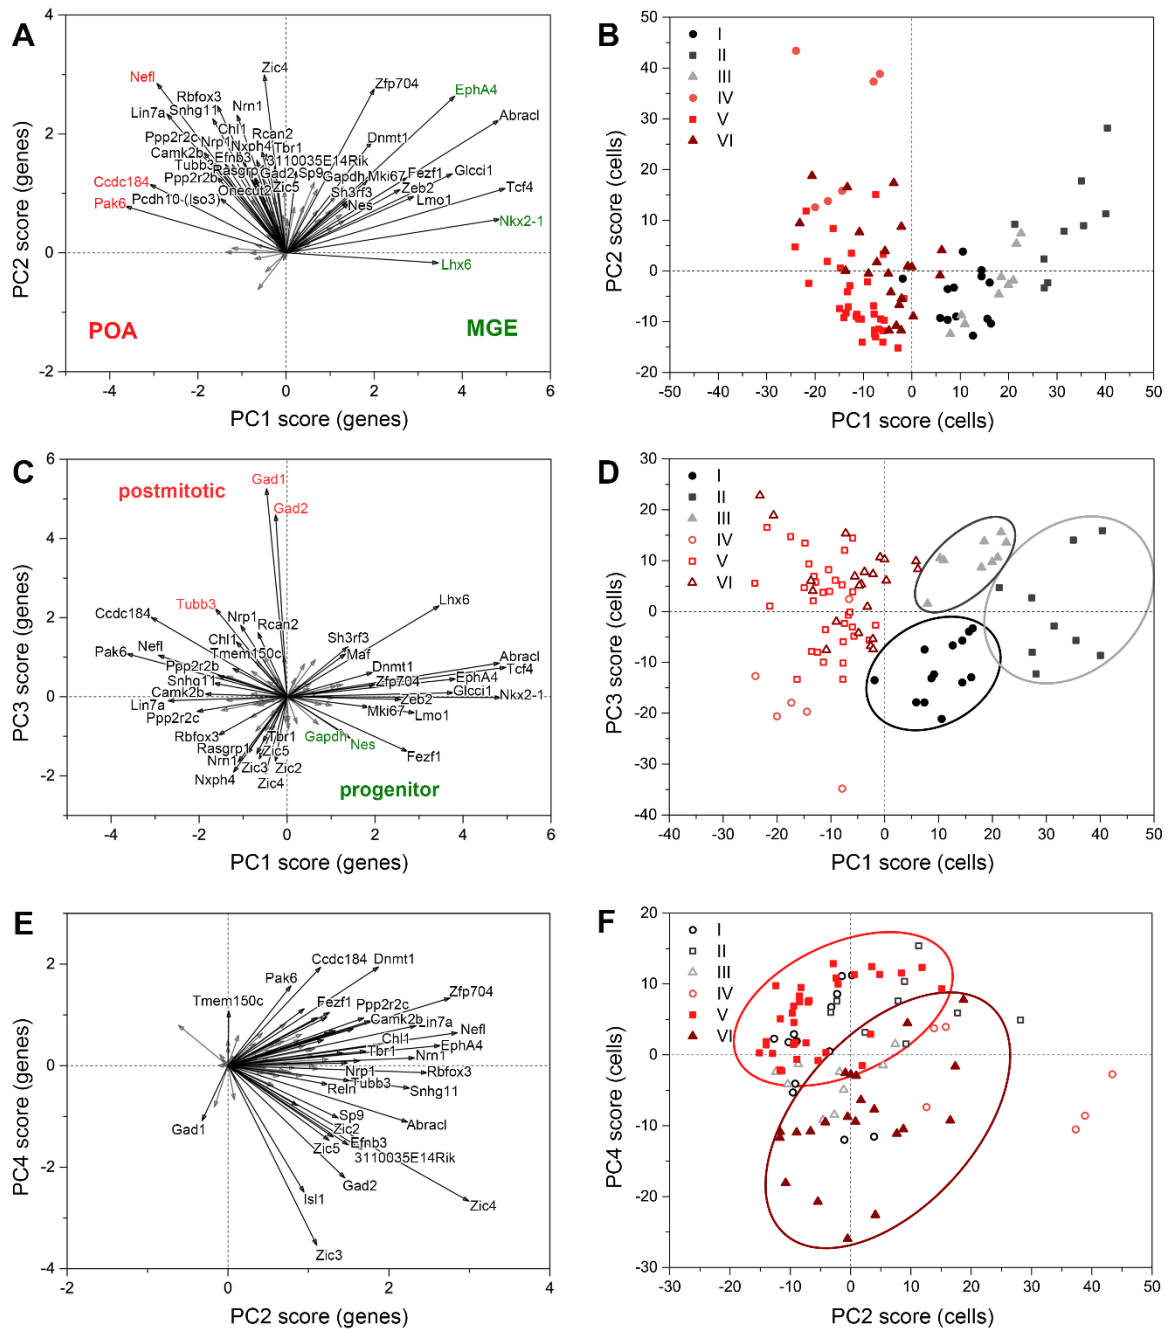 A
PC2 score (genes)
4
2
0
-2
-4
-2
0
2
4
6
PC1 score (genes)
Zic4
Nefl
Zfp704
EphA4
Rbfox3
Snhg11
Nrn1
Lin7a
Abracl
Chl1
Rcan2
Dnmt1
Ppp2r2c
Nrp1
Nxph4
Tbr1
Camk2b
Efnb3
3110035E14Rik
Tubb3
Rasgrp1
Gad2
Sp9
Gapdh
Mki67
Fezf1
Glcci1
Ccdc184
Ppp2r2b
Onecut2
Zic5
Sh3rf3
Zeb2
Tcf4
Pak6
Pcdh10 (Iso3)
Nes
Lmo1
Nkx2-1
Lhx6
POA
MGE
B
I
II
III
IV
V
VI
PC2 score (cells)
50
40
30
20
10
0
-10
-20
-50
-40
-30
-20
-10
0
10
20
30
40
50
PC1 score (cells)
C
PC3 score (genes)
6
4
2
0
-2
-4
-2
0
2
4
6
PC1 score (genes)
postmitotic
Gad1
Gad2
Tubb3
Ccdc184
Nrp1
Rcan2
Lhx6
Chl1
Sh3rf3
Nefl
Tmem150c
Maf
Pak6
Abracl
Ppp2r2b
Dnmt1
Tcf4
Snhg11
Zfp704
EphA4
Camk2b
Glcci1
Nkx2-1
Lin7a
Zeb2
Ppp2r2c
Mki67
Lmo1
Rbfox3
Tbr1
Gapdh
Nes
Rasgrp1
Zic5
Fezf1
Nrn1
Zic3
Zic2
Nxph4
Zic4
progenitor
D
I
II
III
IV
V
VI
PC3 score (cells)
30
20
10
0
-10
-20
-30
-40
-40
-30
-20
-10
0
10
20
30
40
50
PC1 score (cells)
E
PC4 score (genes)
2
0
-2
-4
-2
0
2
4
PC2 score (genes)
Ccdc184
Dnmt1
Pak6
Tmem150c
Fezf1
Ppp2r2c
Zfp704
Camk2b
Lin7a
Nefl
Chl1
EphA4
Tbr1
Nrn1
Nrp1
Rbfox3
Reln
Tubb3
Snhg11
Sp9
Abracl
Gad1
Zic2
Zic5
Efnb3
3110035E14Rik
Gad2
Isl1
Zic4
Zic3
F
I
II
III
IV
V
VI
PC4 score (cells)
20
10
0
-10
-20
-30
-30
-20
-10
0
10
20
30
40
50
PC2 score (cells)